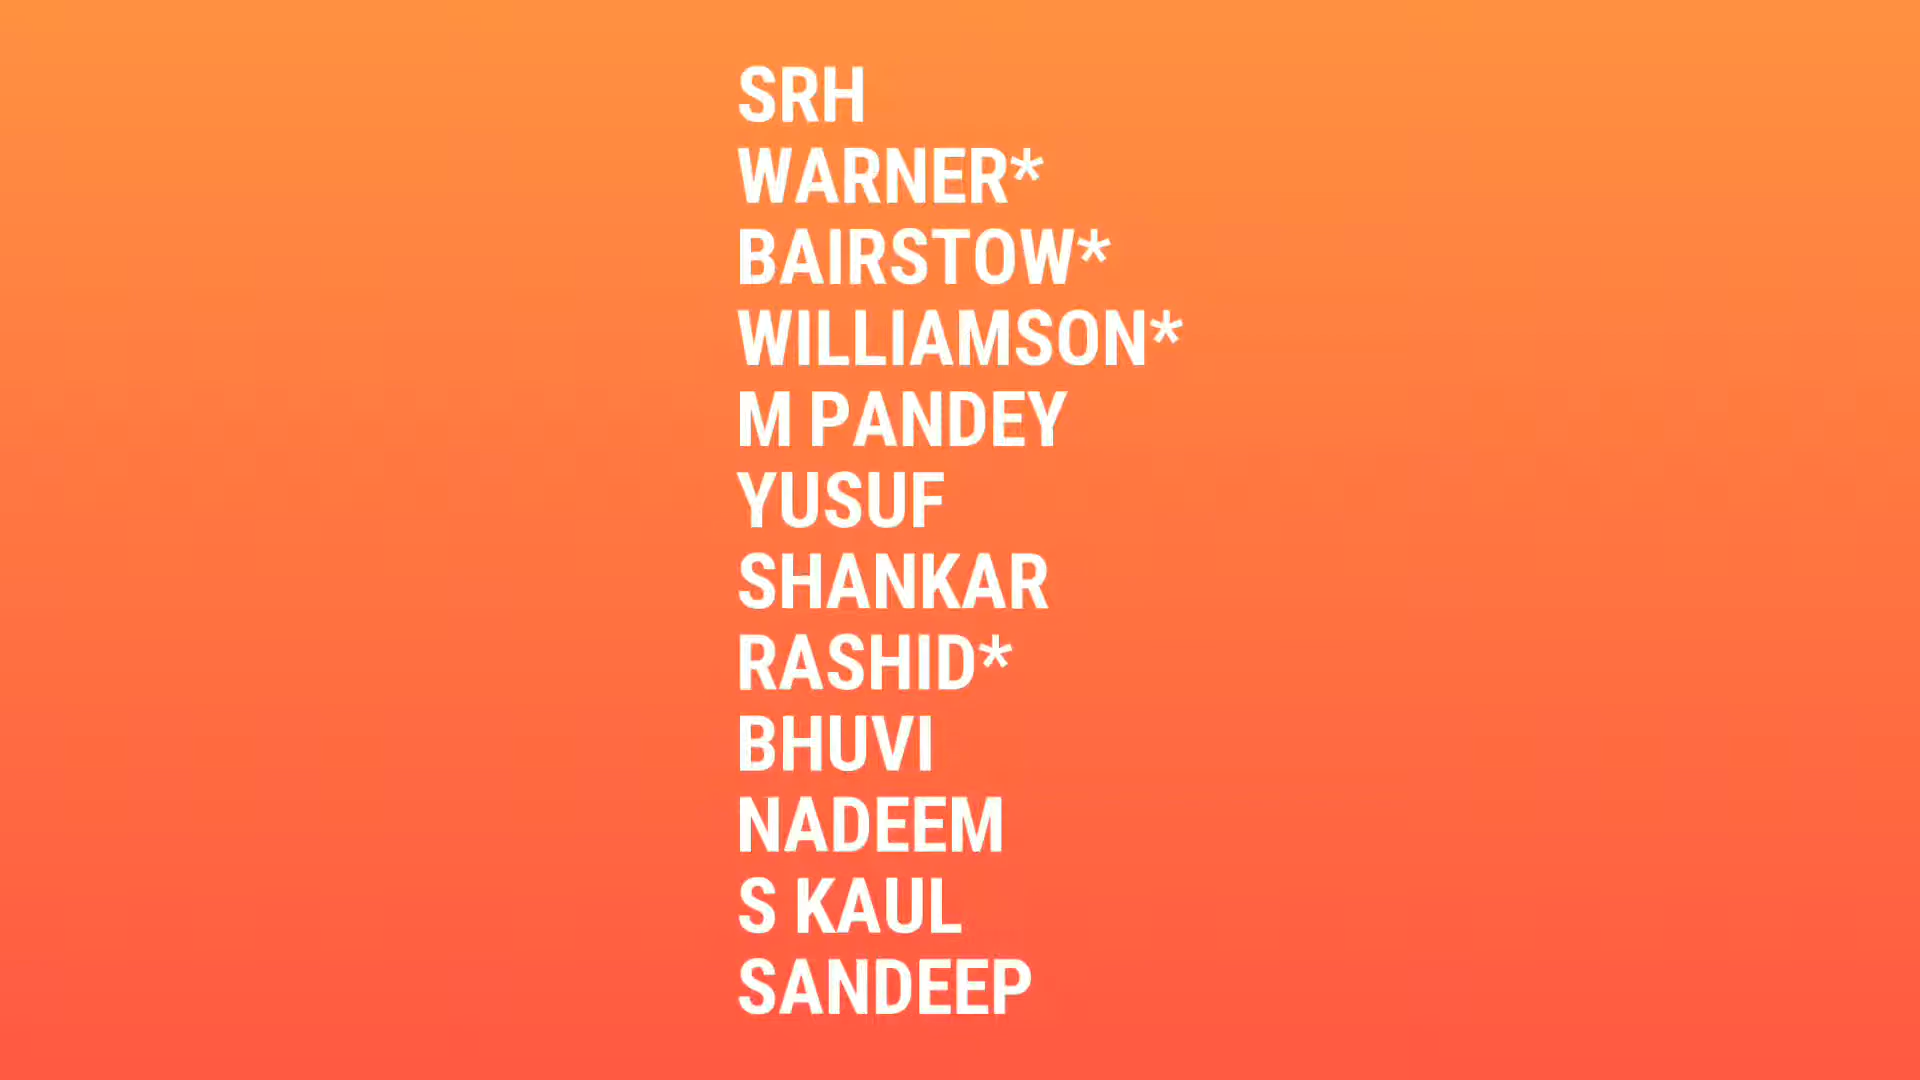 SRH
WARNER*
BAIRSTOW*
WILLIAMSON*
M PANDEY
YUSUF
SHANKAR
RASHID*
BHUVI
NADEEM
S KAUL
SANDEEP